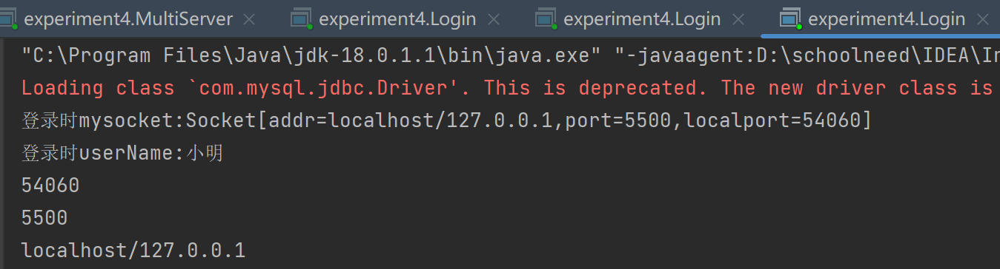 experiment4.MultiServer experiment4.Login experiment4.Login experiment4.Login
"C:\Program Files\Java\jdk-18.0.1.1\bin\java.exe" "-javaagent:D:\schoolneed\IDEA\In
Loading class `com.mysql.jdbc.Driver'. This is deprecated. The new driver class is
登录时mysocket:Socket[addr=localhost/127.0.0.1,port=5500,localport=54060]
登录时userName:小明
54060
5500
localhost/127.0.0.1